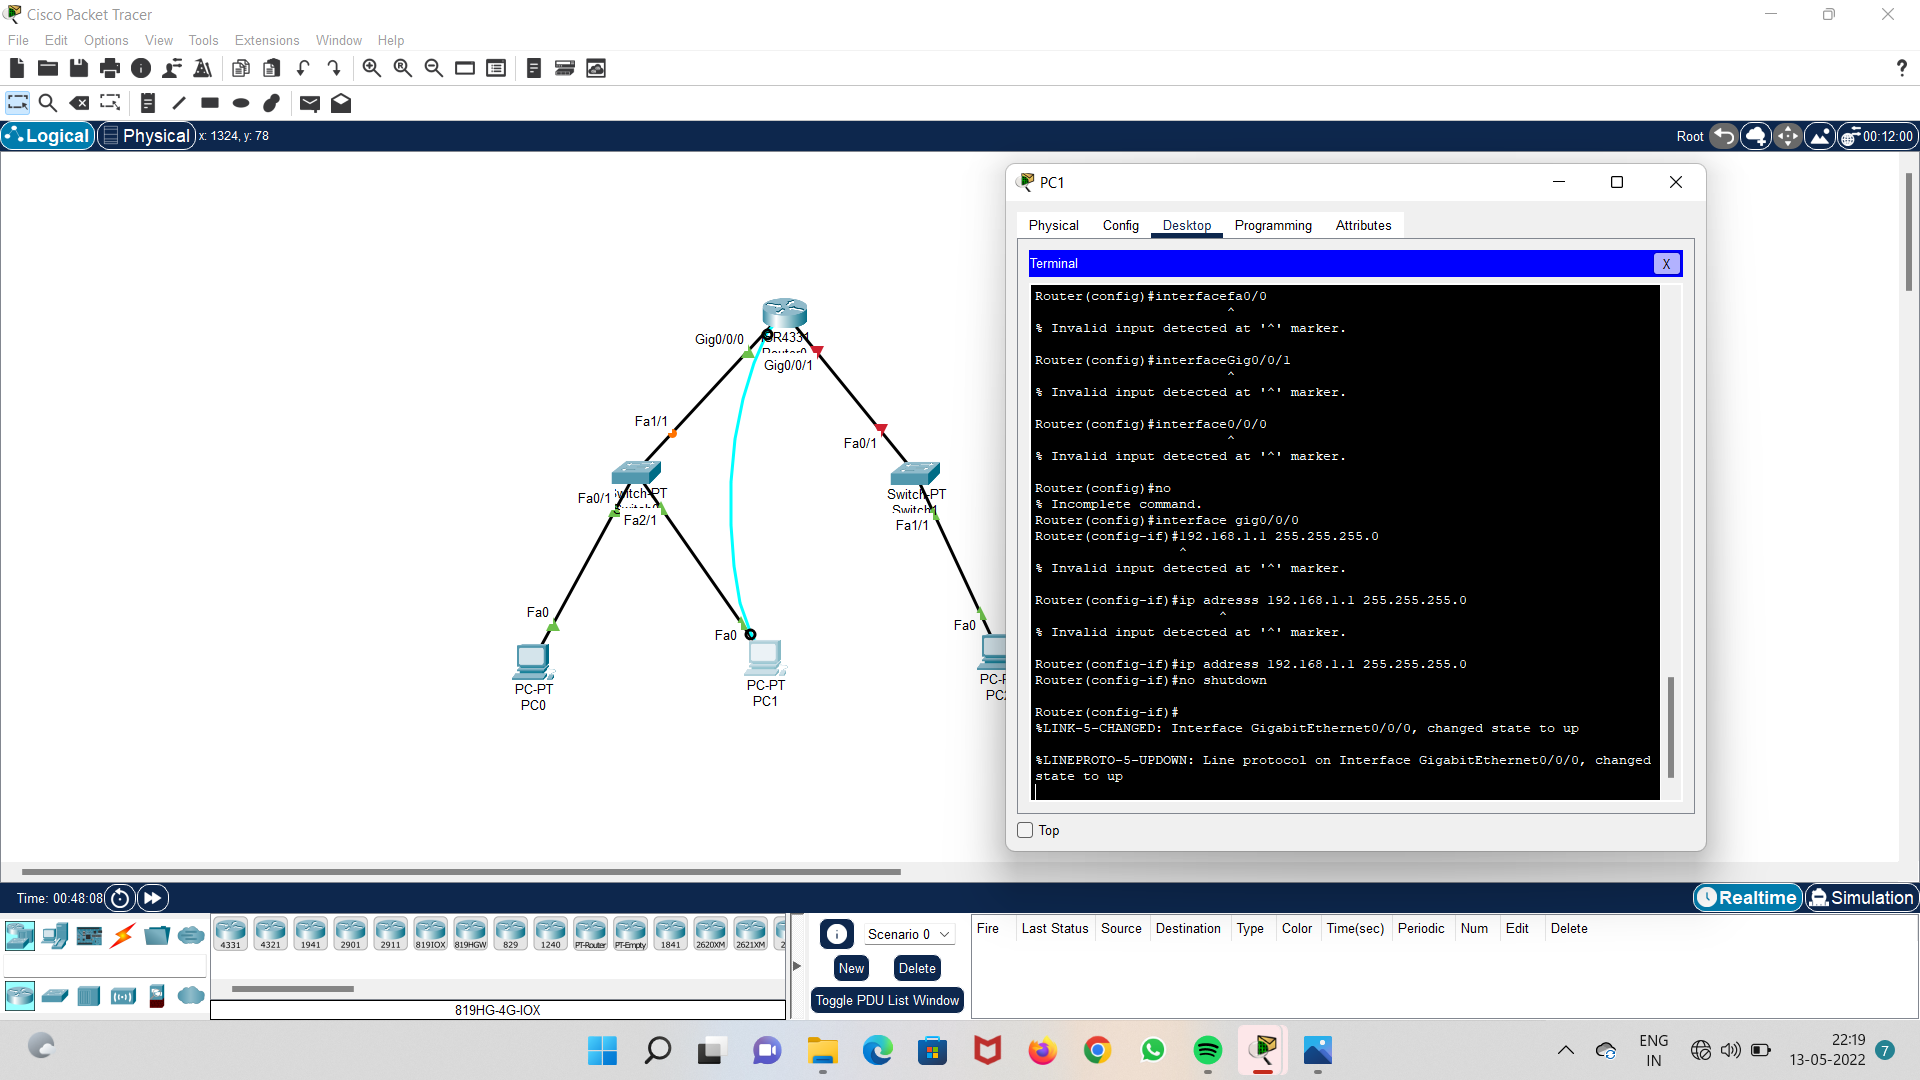 Cisco Packet Tracer
File Edit Options View Tools Extensions Window Help
?
Logical Physical x: 1324, y: 78 Root 00:12:00
PC1
Physical Config Desktop Programming Attributes
Terminal X
Router(config)#interfacefa0/0
^
% Invalid input detected at '^' marker.
Router(config)#interfaceGig0/0/1
^
% Invalid input detected at '^' marker.
Router(config)#interface0/0/0
^
% Invalid input detected at '^' marker.
Router(config)#no
% Incomplete command.
Router(config)#interface gig0/0/0
Router(config-if)#192.168.1.1 255.255.255.0
^
% Invalid input detected at '^' marker.
Router(config-if)#ip adresss 192.168.1.1 255.255.255.0
^
% Invalid input detected at '^' marker.
Router(config-if)#ip address 192.168.1.1 255.255.255.0
Router(config-if)#no shutdown
Router(config-if)#
%LINK-5-CHANGED: Interface GigabitEthernet0/0/0, changed state to up
%LINEPROTO-5-UPDOWN: Line protocol on Interface GigabitEthernet0/0/0, changed
state to up
Top
Gig0/0/0
Gig0/0/1
Fa1/1
Fa0/1
Fa0/1
Fa2/1
Switch-PT
Switch1
Fa1/1
Fa0
Fa0
Fa0
PC-PT
PC0
PC-PT
PC1
Time: 00:48:08 Realtime Simulation
4331 4321 1941 2901 2911 819IOX 819HGW 829 1240 PT-Router PT-Empty 1841 2620XM 2621XM
819HG-4G-IOX
Scenario 0
New Delete
Toggle PDU List Window
Fire Last Status Source Destination Type Color Time(sec) Periodic Num Edit Delete
ENG
IN
22:19
13-05-2022
7